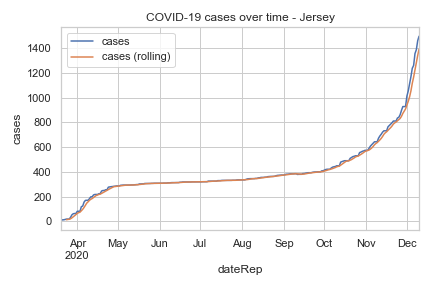 COVID-19 cases over time - Jersey
cases
cases (rolling)
1400
1200
1000
800
600
400
200
0
cases
Apr May Jun Jul Aug Sep Oct Nov Dec
2020
dateRep